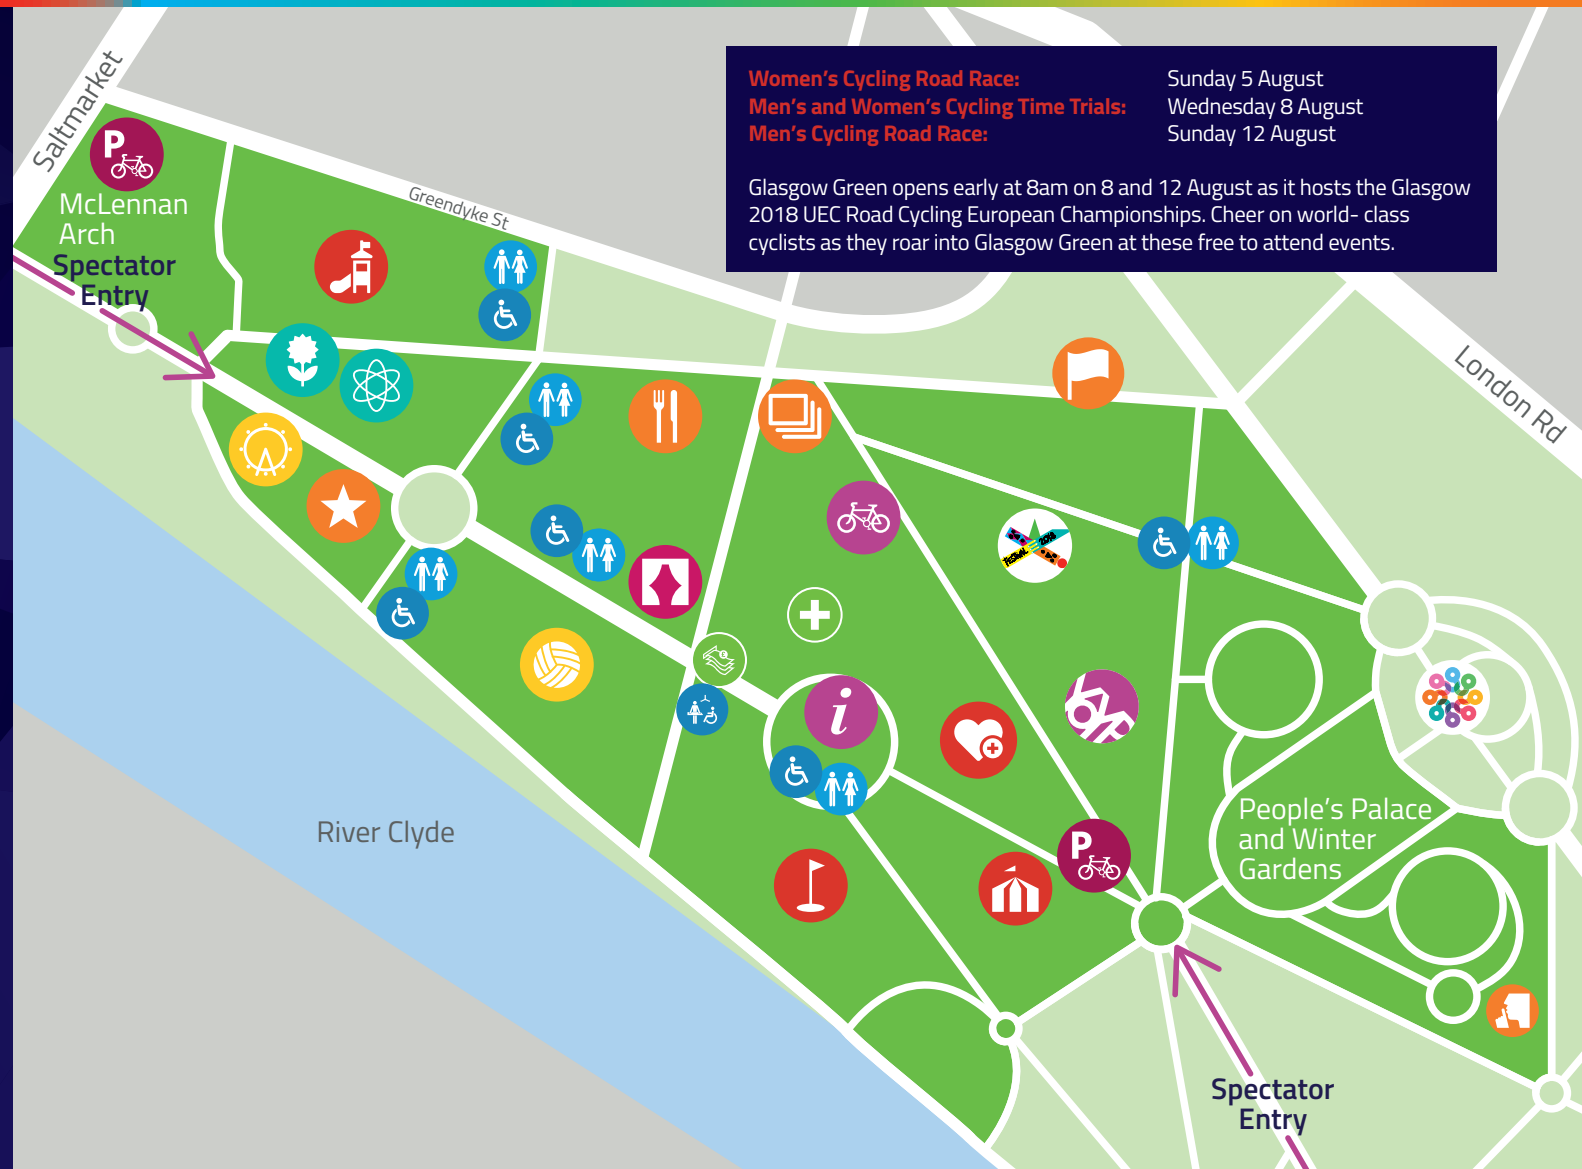 Women's Cycling Road Race: Sunday 5 August
Men's and Women's Cycling Time Trials: Wednesday 8 August
Men's Cycling Road Race: Sunday 12 August
Glasgow Green opens early at 8am on 8 and 12 August as it hosts the Glasgow
2018 UEC Road Cycling European Championships. Cheer on world- class
cyclists as they roar into Glasgow Green at these free to attend events.
Saltmarket
P
McLennan
Arch
Spectator
Entry
Greendyke St
London Rd
FESTIVAL
2018
£
i
River Clyde
P
People's Palace
and Winter
Gardens
Spectator
Entry